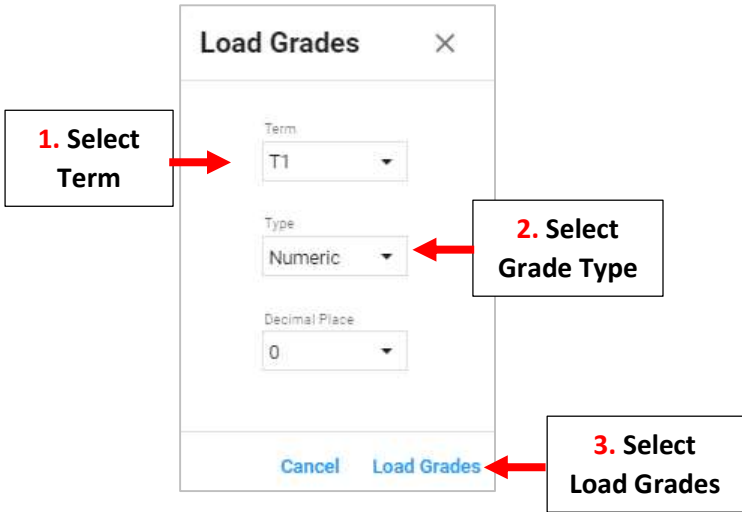 Load Grades
1. Select
Term
Term
T1
Type
Numeric
2. Select
Grade Type
Decimal Place
0
Cancel
Load Grades
3. Select
Load Grades